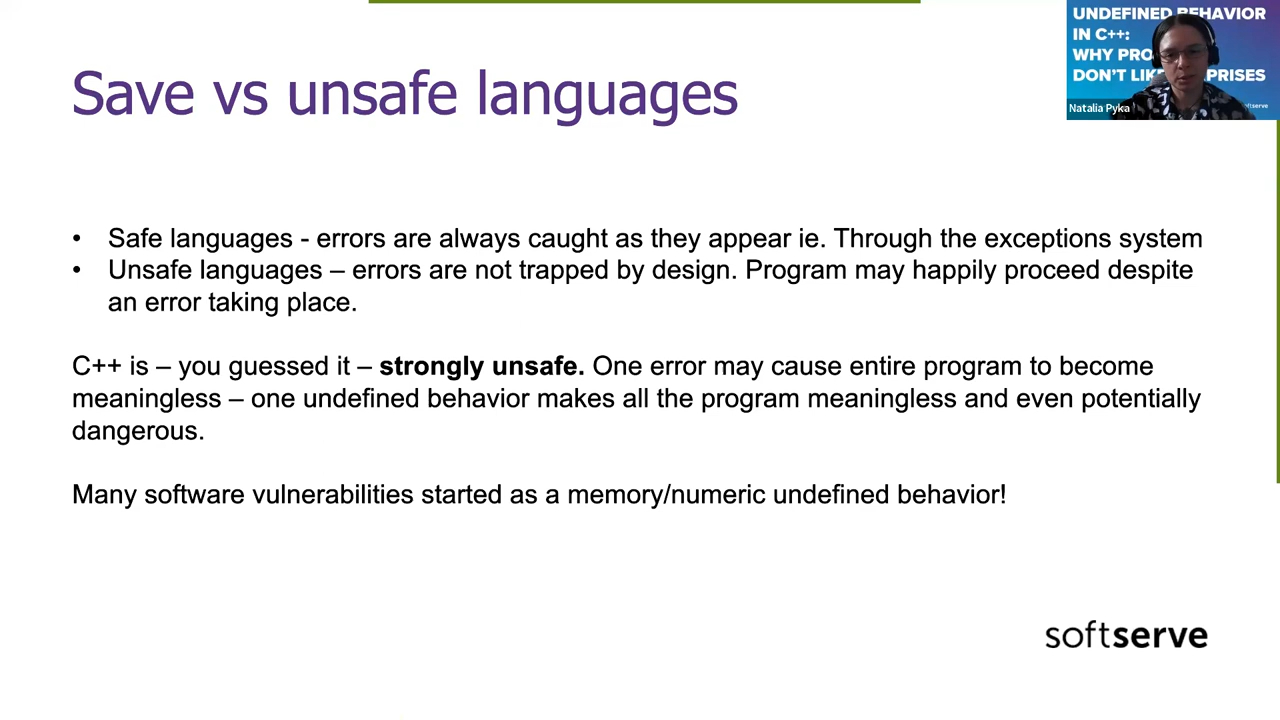 Save vs unsafe languages
• Safe languages - errors are always caught as they appear ie. Through the exceptions system
• Unsafe languages – errors are not trapped by design. Program may happily proceed despite
an error taking place.
C++ is – you guessed it – strongly unsafe. One error may cause entire program to become
meaningless – one undefined behavior makes all the program meaningless and even potentially
dangerous.
Many software vulnerabilities started as a memory/numeric undefined behavior!
softserve
UNDEFINED BEHAVIOR
IN C++:
WHY
DON'T
Natalia Pyka